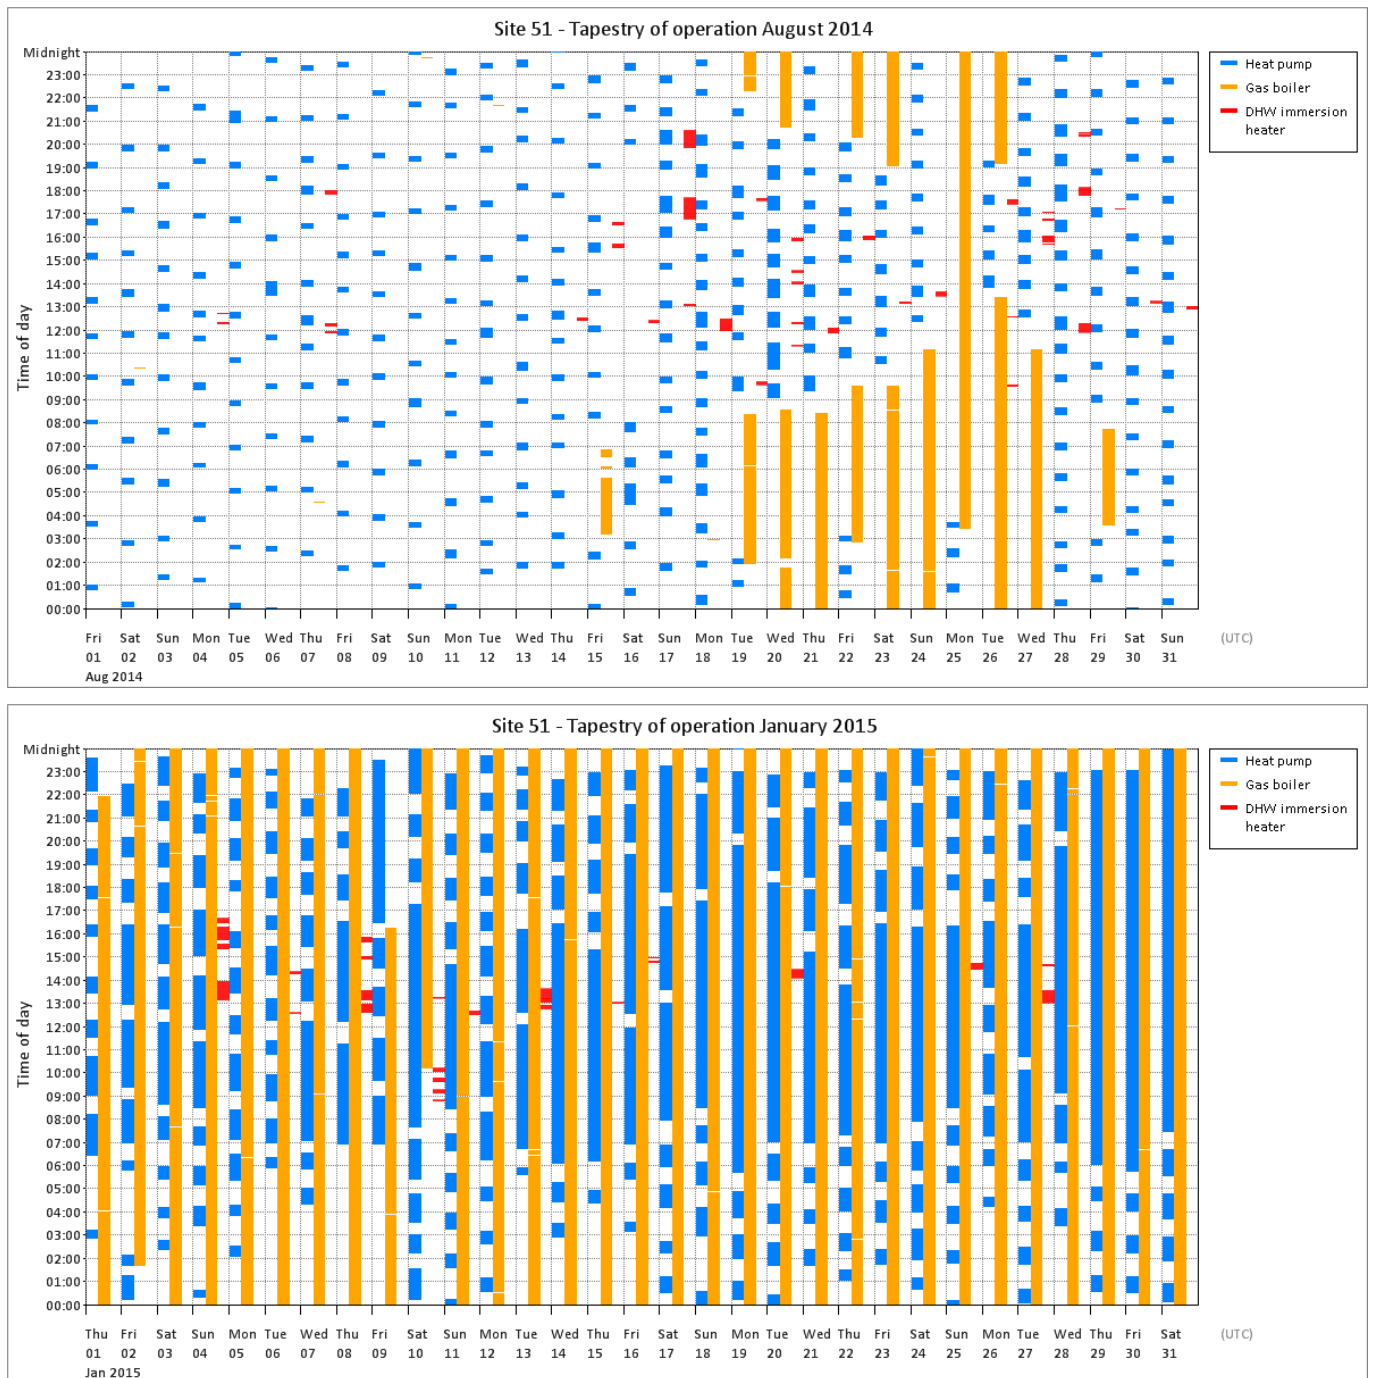 Site 51 - Tapestry of operation August 2014
Midnight
23:00
22:00
21:00
20:00
19:00
18:00
17:00
16:00
15:00
14:00
13:00
12:00
11:00
10:00
09:00
08:00
07:00
06:00
05:00
04:00
03:00
02:00
01:00
00:00
Time of day
Heat pump
Gas boiler
DHW immersion
heater
Fri Sat Sun Mon Tue Wed Thu Fri Sat Sun Mon Tue Wed Thu Fri Sat Sun Mon Tue Wed Thu Fri Sat Sun Mon Tue Wed Thu Fri Sat Sun (UTC)
01 02 03 04 05 06 07 08 09 10 11 12 13 14 15 16 17 18 19 20 21 22 23 24 25 26 27 28 29 30 31
Aug 2014
Site 51 - Tapestry of operation January 2015
Midnight
23:00
22:00
21:00
20:00
19:00
18:00
17:00
16:00
15:00
14:00
13:00
12:00
11:00
10:00
09:00
08:00
07:00
06:00
05:00
04:00
03:00
02:00
01:00
00:00
Time of day
Heat pump
Gas boiler
DHW immersion
heater
Thu Fri Sat Sun Mon Tue Wed Thu Fri Sat Sun Mon Tue Wed Thu Fri Sat Sun Mon Tue Wed Thu Fri Sat Sun Mon Tue Wed Thu Fri Sat (UTC)
01 02 03 04 05 06 07 08 09 10 11 12 13 14 15 16 17 18 19 20 21 22 23 24 25 26 27 28 29 30 31
Jan 2015